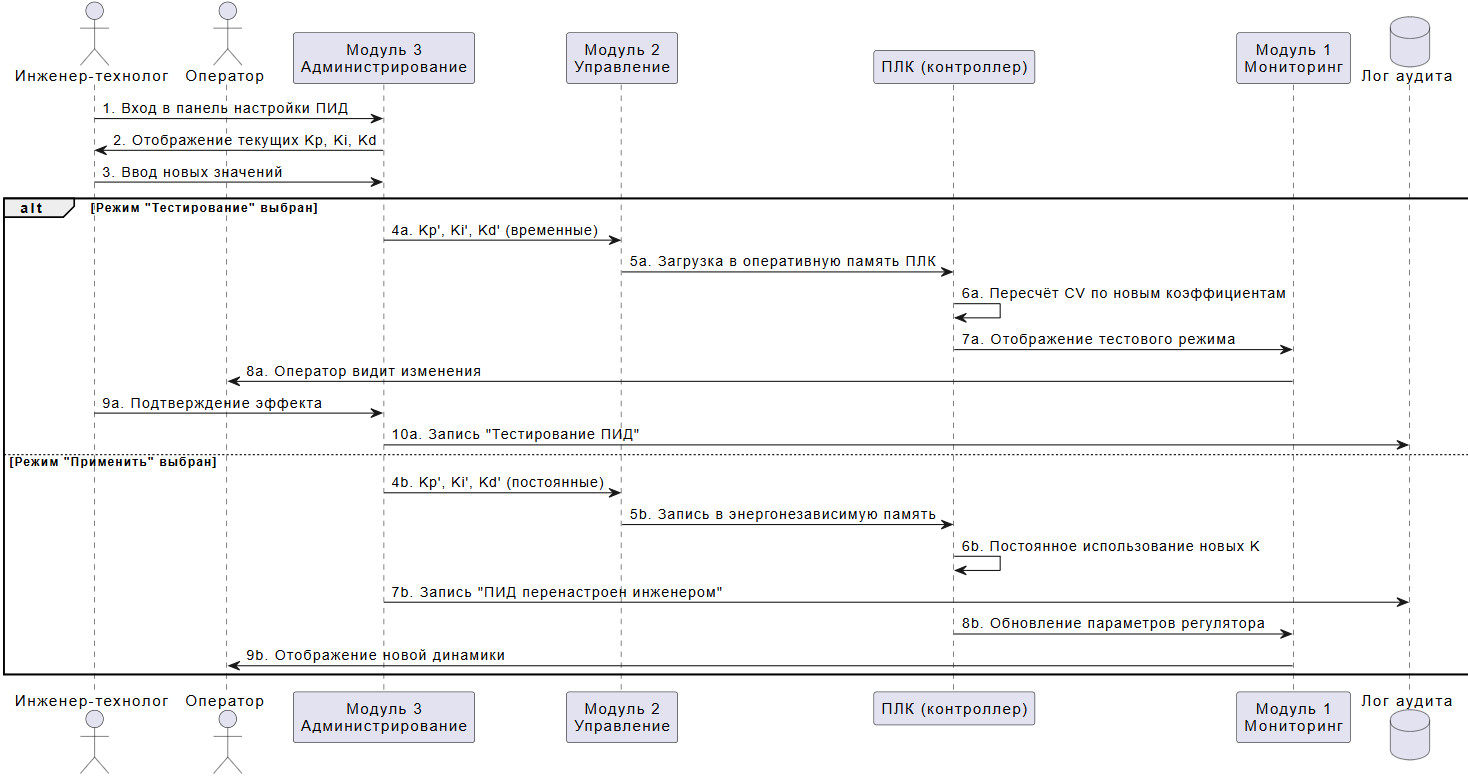 Инженер-технолог
Оператор
Модуль 3
Администрирование
Модуль 2
Управление
ПЛК (контроллер)
Модуль 1
Мониторинг
Лог аудита
1. Вход в панель настройки ПИД
2. Отображение текущих Kp, Ki, Kd
3. Ввод новых значений
alt
[Режим "Тестирование" выбран]
4a. Kp', Ki', Kd' (временные)
5a. Загрузка в оперативную память ПЛК
6a. Пересчёт CV по новым коэффициентам
7a. Отображение тестового режима
8a. Оператор видит изменения
9a. Подтверждение эффекта
10a. Запись "Тестирование ПИД"
[Режим "Применить" выбран]
4b. Kp', Ki', Kd' (постоянные)
5b. Запись в энергонезависимую память
6b. Постоянное использование новых K
7b. Запись "ПИД перенастроен инженером"
8b. Обновление параметров регулятора
9b. Отображение новой динамики
Инженер-технолог
Оператор
Модуль 3
Администрирование
Модуль 2
Управление
ПЛК (контроллер)
Модуль 1
Мониторинг
Лог аудита